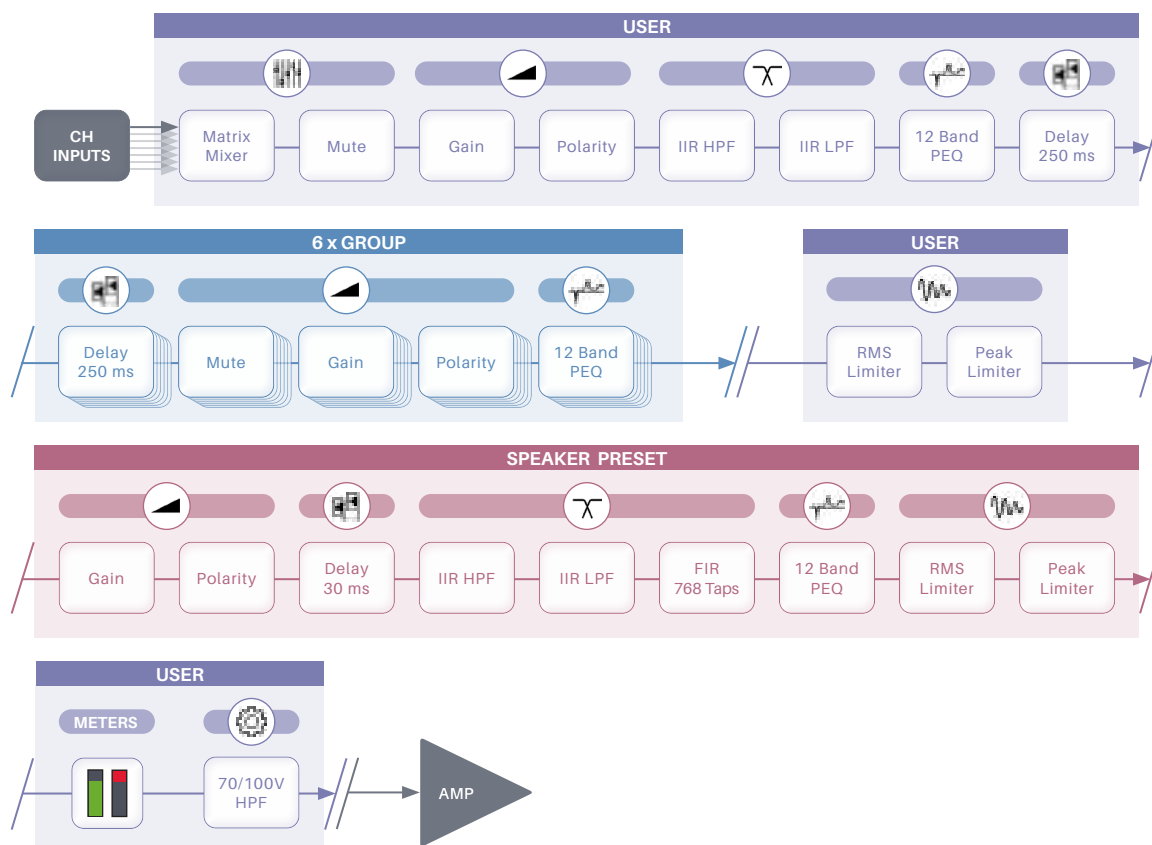 USER
CH
INPUTS
Matrix
Mixer
Mute
Gain
Polarity
IIR HPF
IIR LPF
12 Band
PEQ
Delay
250 ms
6 x GROUP
Delay
250 ms
Mute
Gain
Polarity
12 Band
PEQ
USER
RMS
Limiter
Peak
Limiter
SPEAKER PRESET
Gain
Polarity
Delay
30 ms
IIR HPF
IIR LPF
FIR
768 Taps
12 Band
PEQ
RMS
Limiter
Peak
Limiter
USER
METERS
70/100V
HPF
AMP